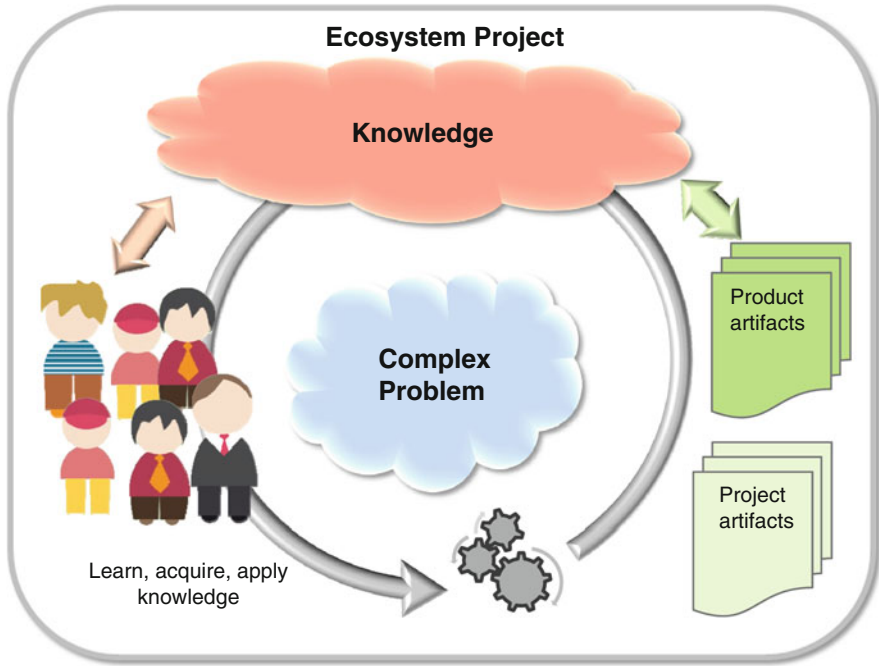 Ecosystem Project
Knowledge
Complex
Problem
Product
artifacts
Project
artifacts
Learn, acquire, apply
knowledge